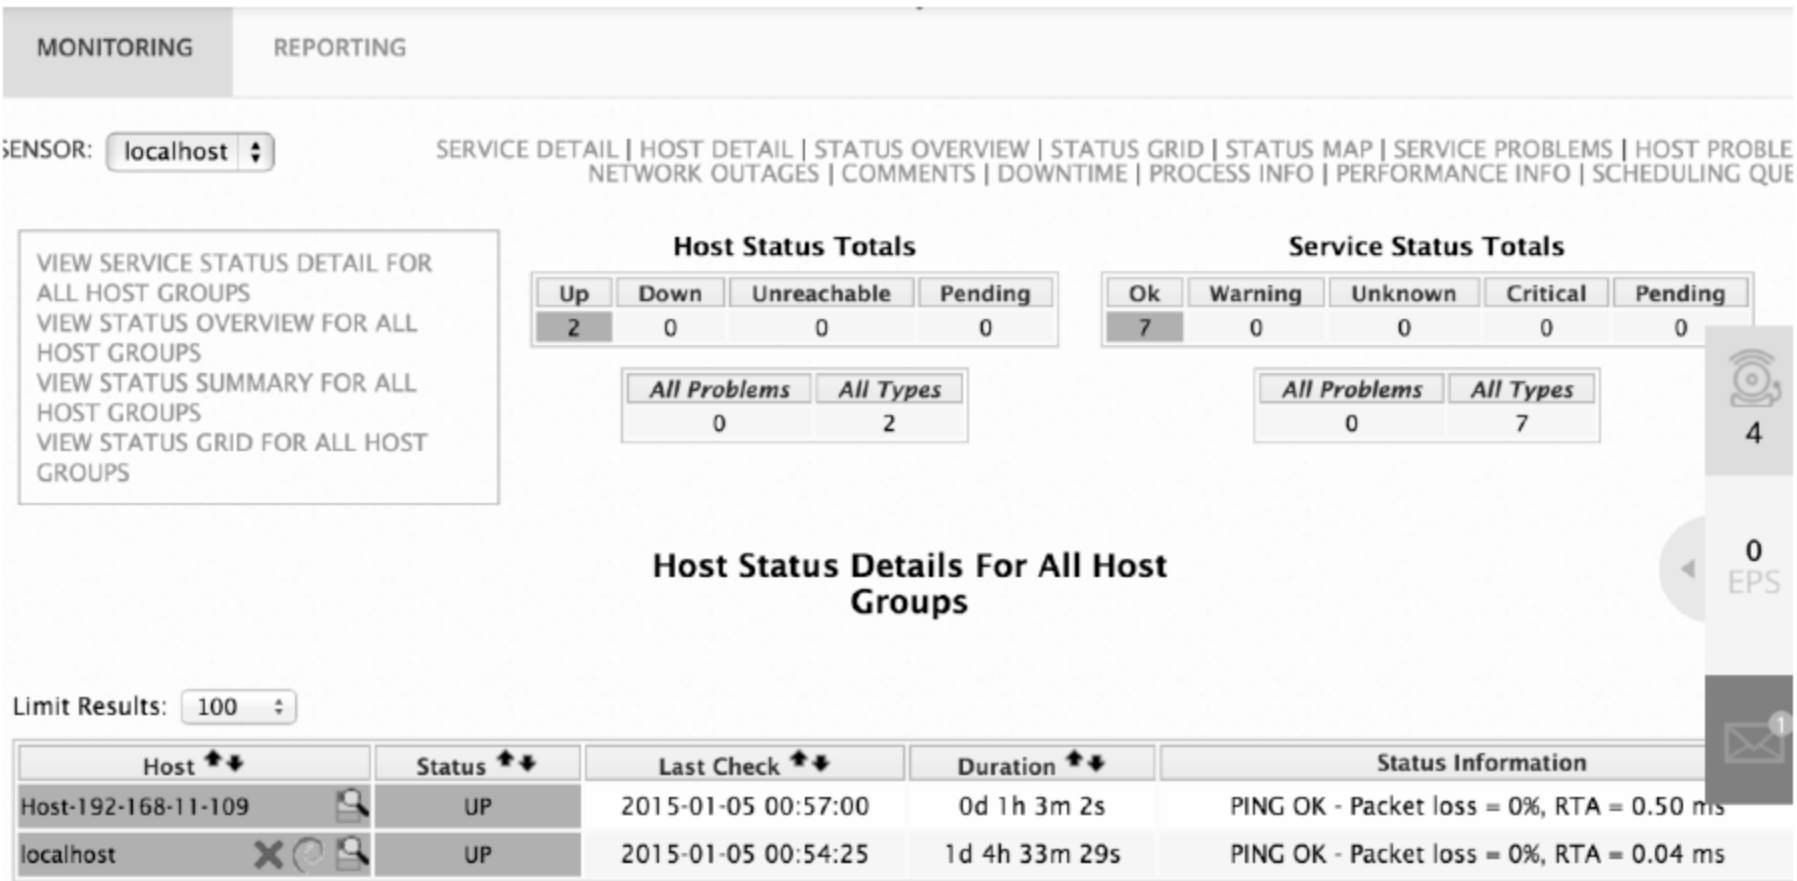 MONITORING REPORTING
SENSOR: localhost
SERVICE DETAIL | HOST DETAIL | STATUS OVERVIEW | STATUS GRID | STATUS MAP | SERVICE PROBLEMS | HOST PROBLE
NETWORK OUTAGES | COMMENTS | DOWNTIME | PROCESS INFO | PERFORMANCE INFO | SCHEDULING QUE
VIEW SERVICE STATUS DETAIL FOR
ALL HOST GROUPS
VIEW STATUS OVERVIEW FOR ALL
HOST GROUPS
VIEW STATUS SUMMARY FOR ALL
HOST GROUPS
VIEW STATUS GRID FOR ALL HOST
GROUPS
Host Status Totals
Up Down Unreachable Pending
2 0 0 0
All Problems All Types
0 2
Service Status Totals
Ok Warning Unknown Critical Pending
7 0 0 0 0
All Problems All Types
0 7
4
0
EPS
1
Host Status Details For All Host
Groups
Limit Results: 100
Host Status Last Check Duration Status Information
Host-192-168-11-109 UP 2015-01-05 00:57:00 0d 1h 3m 2s PING OK - Packet loss = 0%, RTA = 0.50 ms
localhost UP 2015-01-05 00:54:25 1d 4h 33m 29s PING OK - Packet loss = 0%, RTA = 0.04 ms